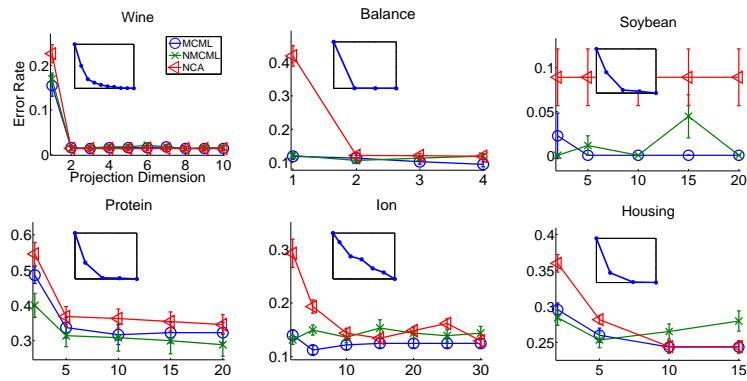 Wine
Error Rate
0.2
0.1
0
2 4 6 8 10
Projection Dimension
MCML
NMCML
NCA
Balance
0.4
0.3
0.2
0.1
1 2 3 4
Soybean
0.1
0.05
0
5 10 15 20
Protein
0.6
0.5
0.4
0.3
5 10 15 20
Ion
0.3
0.2
0.1
10 20 30
Housing
0.4
0.35
0.3
0.25
5 10 15